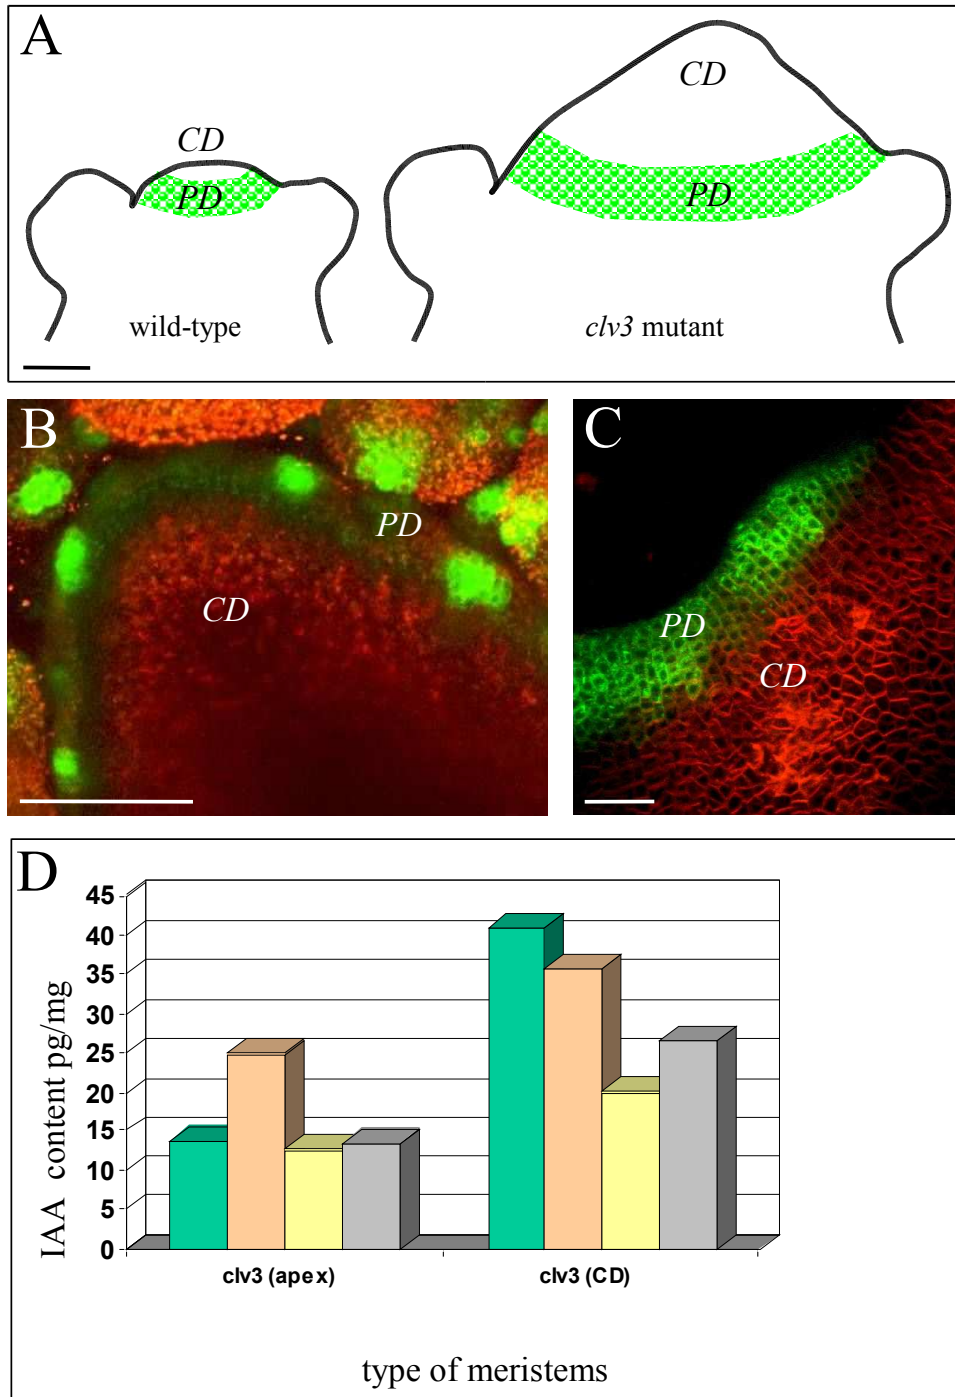 A
CD
PD
wild-type
CD
PD
clv3 mutant
B
PD
CD
C
PD
CD
D
IAA content pg/mg
45
40
35
30
25
20
15
10
5
0
clv3 (apex)
clv3 (CD)
type of meristems